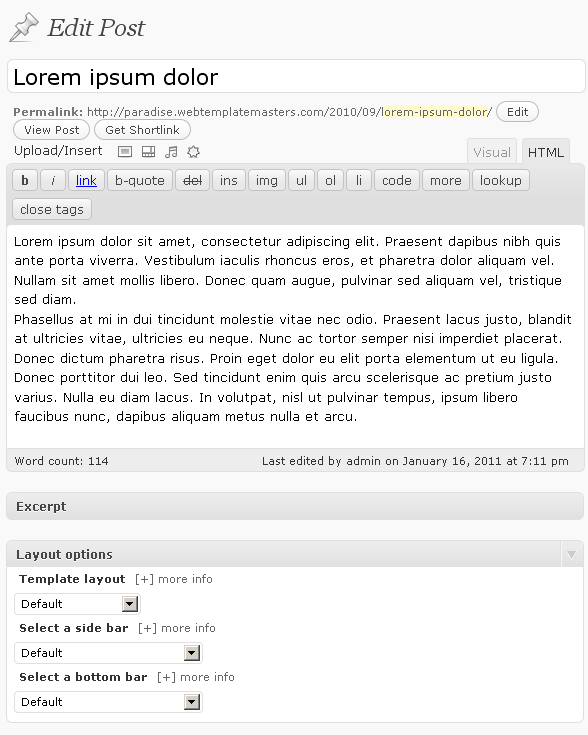 Edit Post
Lorem ipsum dolor
Permalink: http://paradise.webtemplatemasters.com/2010/09/lorem-ipsum-dolor/ Edit
View Post Get Shortlink
Upload/Insert Visual HTML
b i link b-quote del ins img ul ol li code more lookup
close tags
Lorem ipsum dolor sit amet, consectetur adipiscing elit. Praesent dapibus nibh quis
ante porta viverra. Vestibulum iaculis rhoncus eros, et pharetra dolor aliquam vel.
Nullam sit amet mollis libero. Donec quam augue, pulvinar sed aliquam vel, tristique
sed diam.
Phasellus at mi in dui tincidunt molestie vitae nec odio. Praesent lacus justo, blandit
at ultricies vitae, ultricies eu neque. Nunc ac tortor semper nisi imperdiet placerat.
Donec dictum pharetra risus. Proin eget dolor eu elit porta elementum ut eu ligula.
Donec porttitor dui leo. Sed tincidunt enim quis arcu scelerisque ac pretium justo
varius. Nulla eu diam lacus. In volutpat, nisl ut pulvinar tempus, ipsum libero
faucibus nunc, dapibus aliquam metus nulla et arcu.
Word count: 114 Last edited by admin on January 16, 2011 at 7:11 pm
Excerpt
Layout options
Template layout [+] more info
Default
Select a side bar [+] more info
Default
Select a bottom bar [+] more info
Default